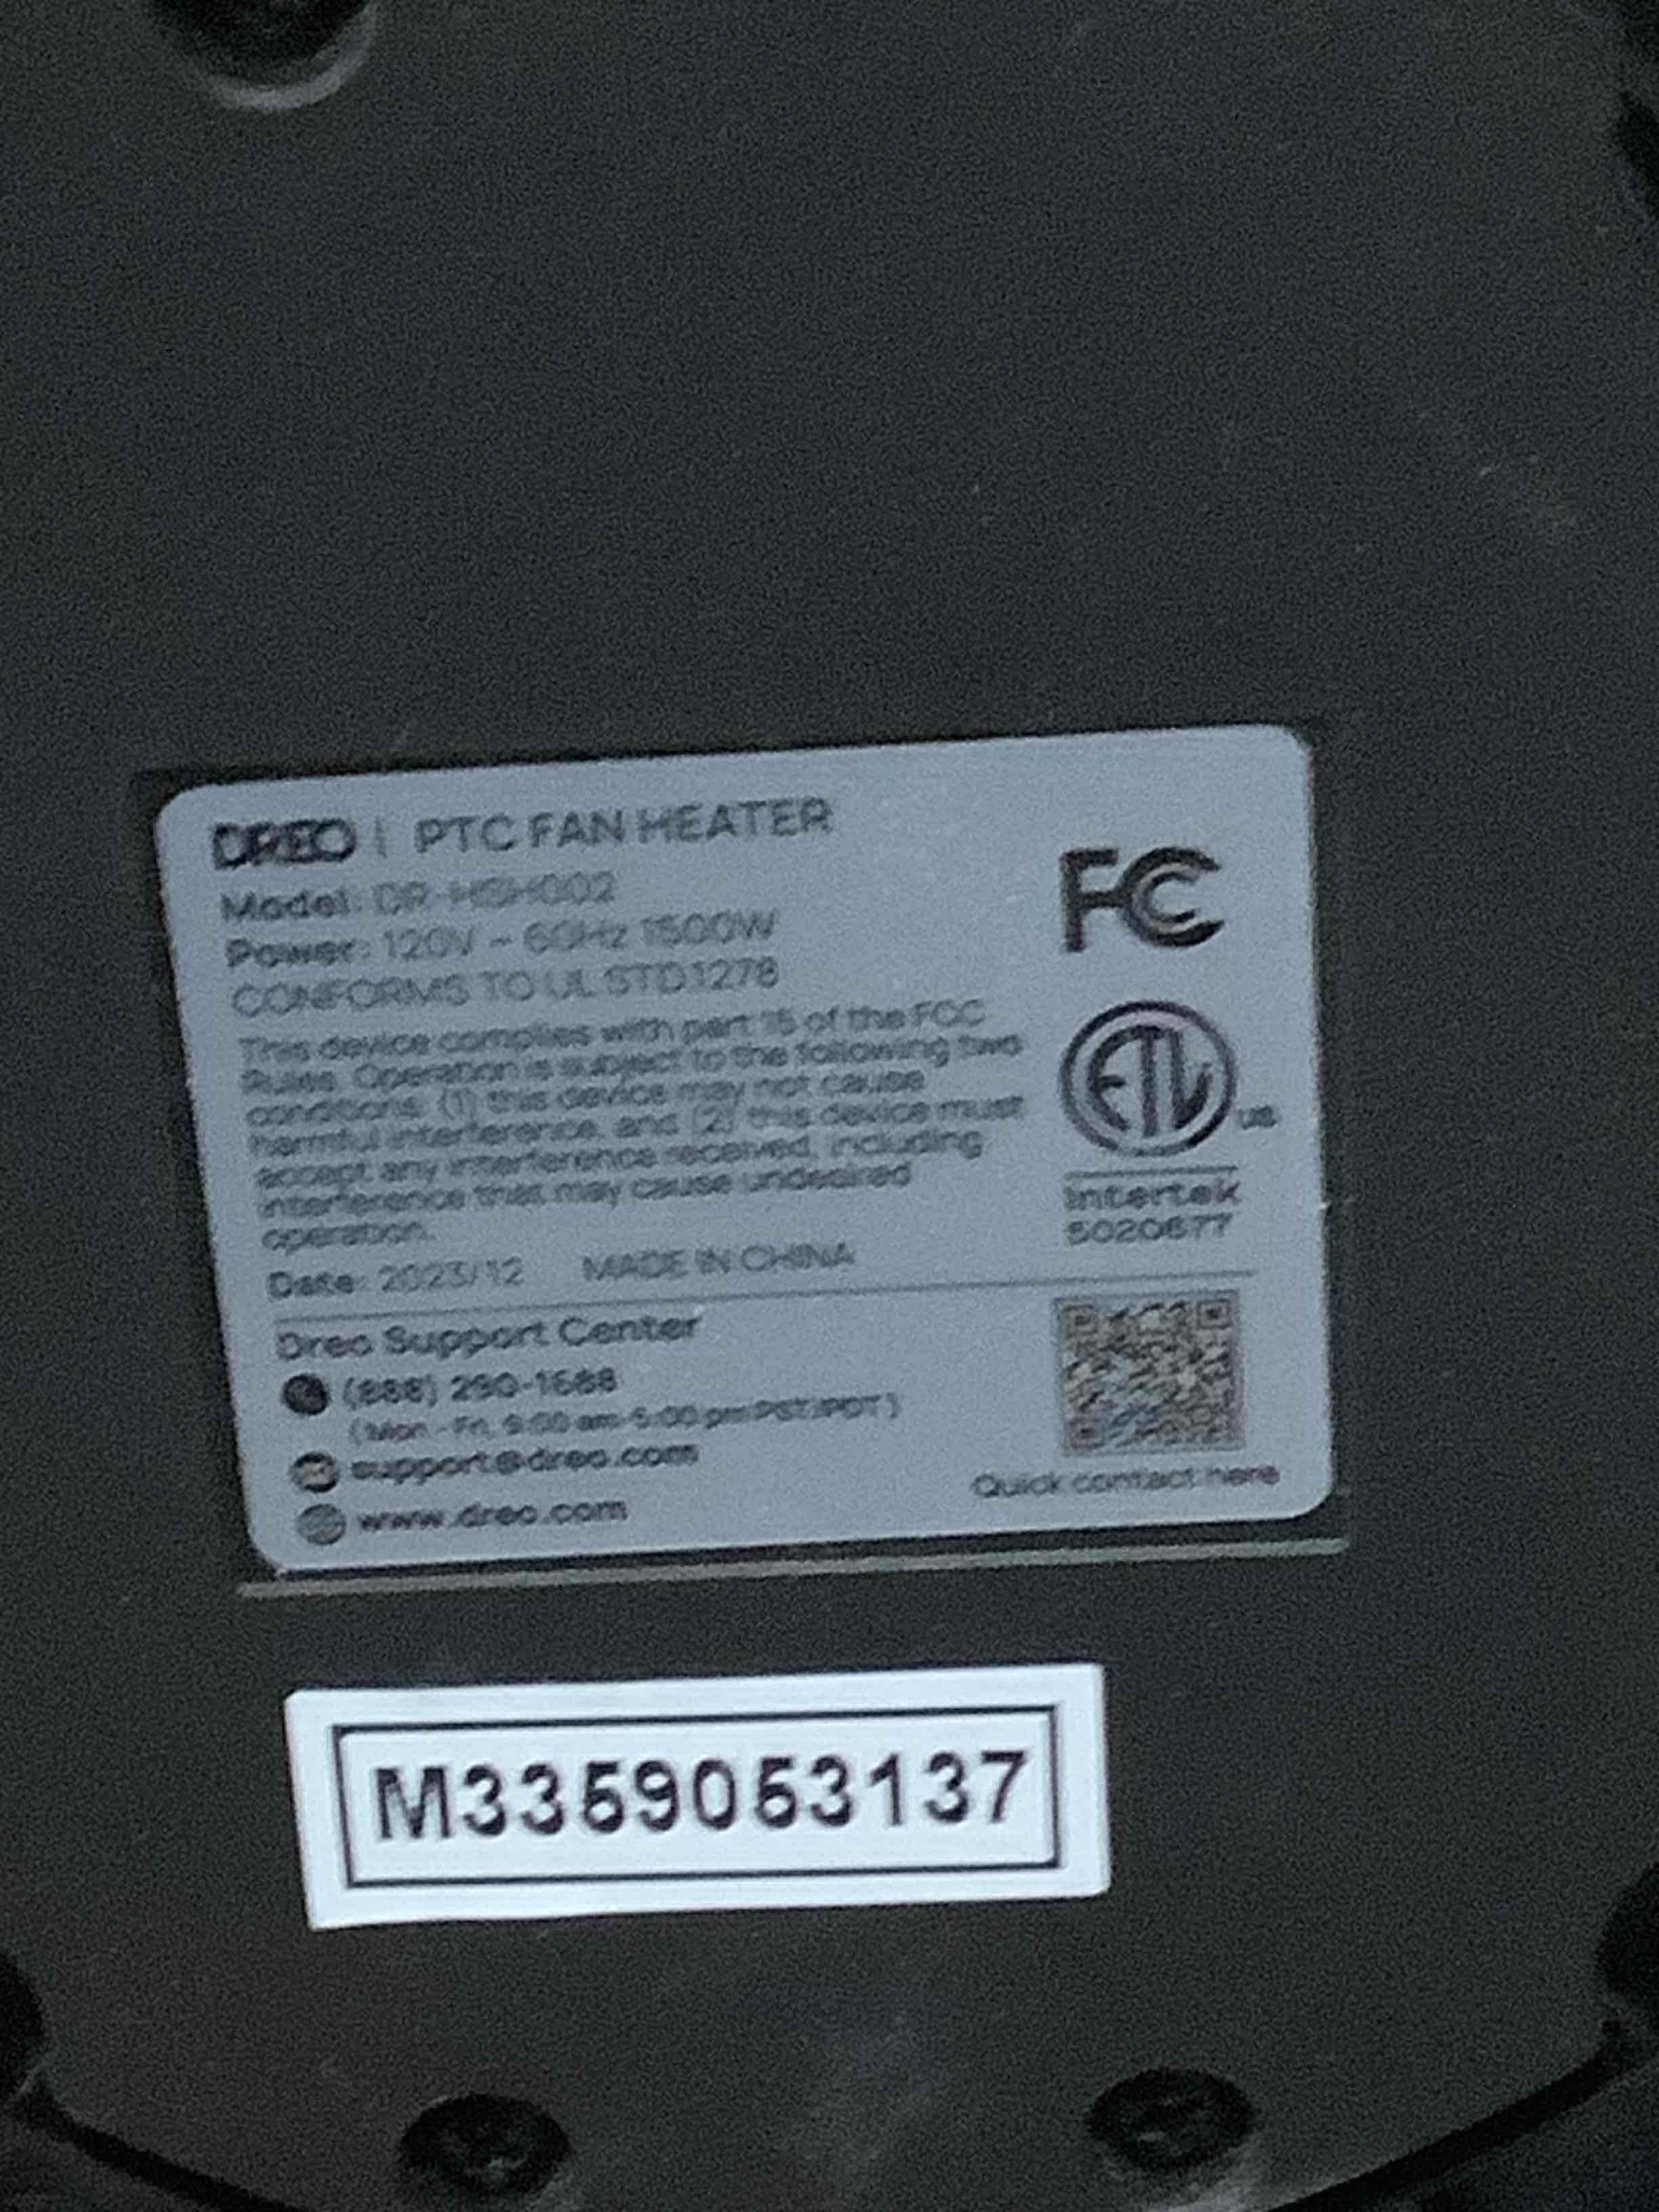 DREO | PTC FAN HEATER
Model: DR-HSH002
Power: 120V ~ 60Hz 1500W
CONFORMS TO UL STD.1278
This device complies with part 15 of the FCC
Rules. Operation is subject to the following two
conditions: (1) this device may not cause
harmful interference, and (2) this device must
accept any interference received, including
interference that may cause undesired
operation.
Date: 2023/12 MADE IN CHINA
FC
ETL US
Intertek
5020677
Dreo Support Center
(888) 290-1688
(Mon - Fri, 9:00 am-5:00 pm PST/PDT)
support@dreo.com
www.dreo.com
Quick contact here
M3359053137